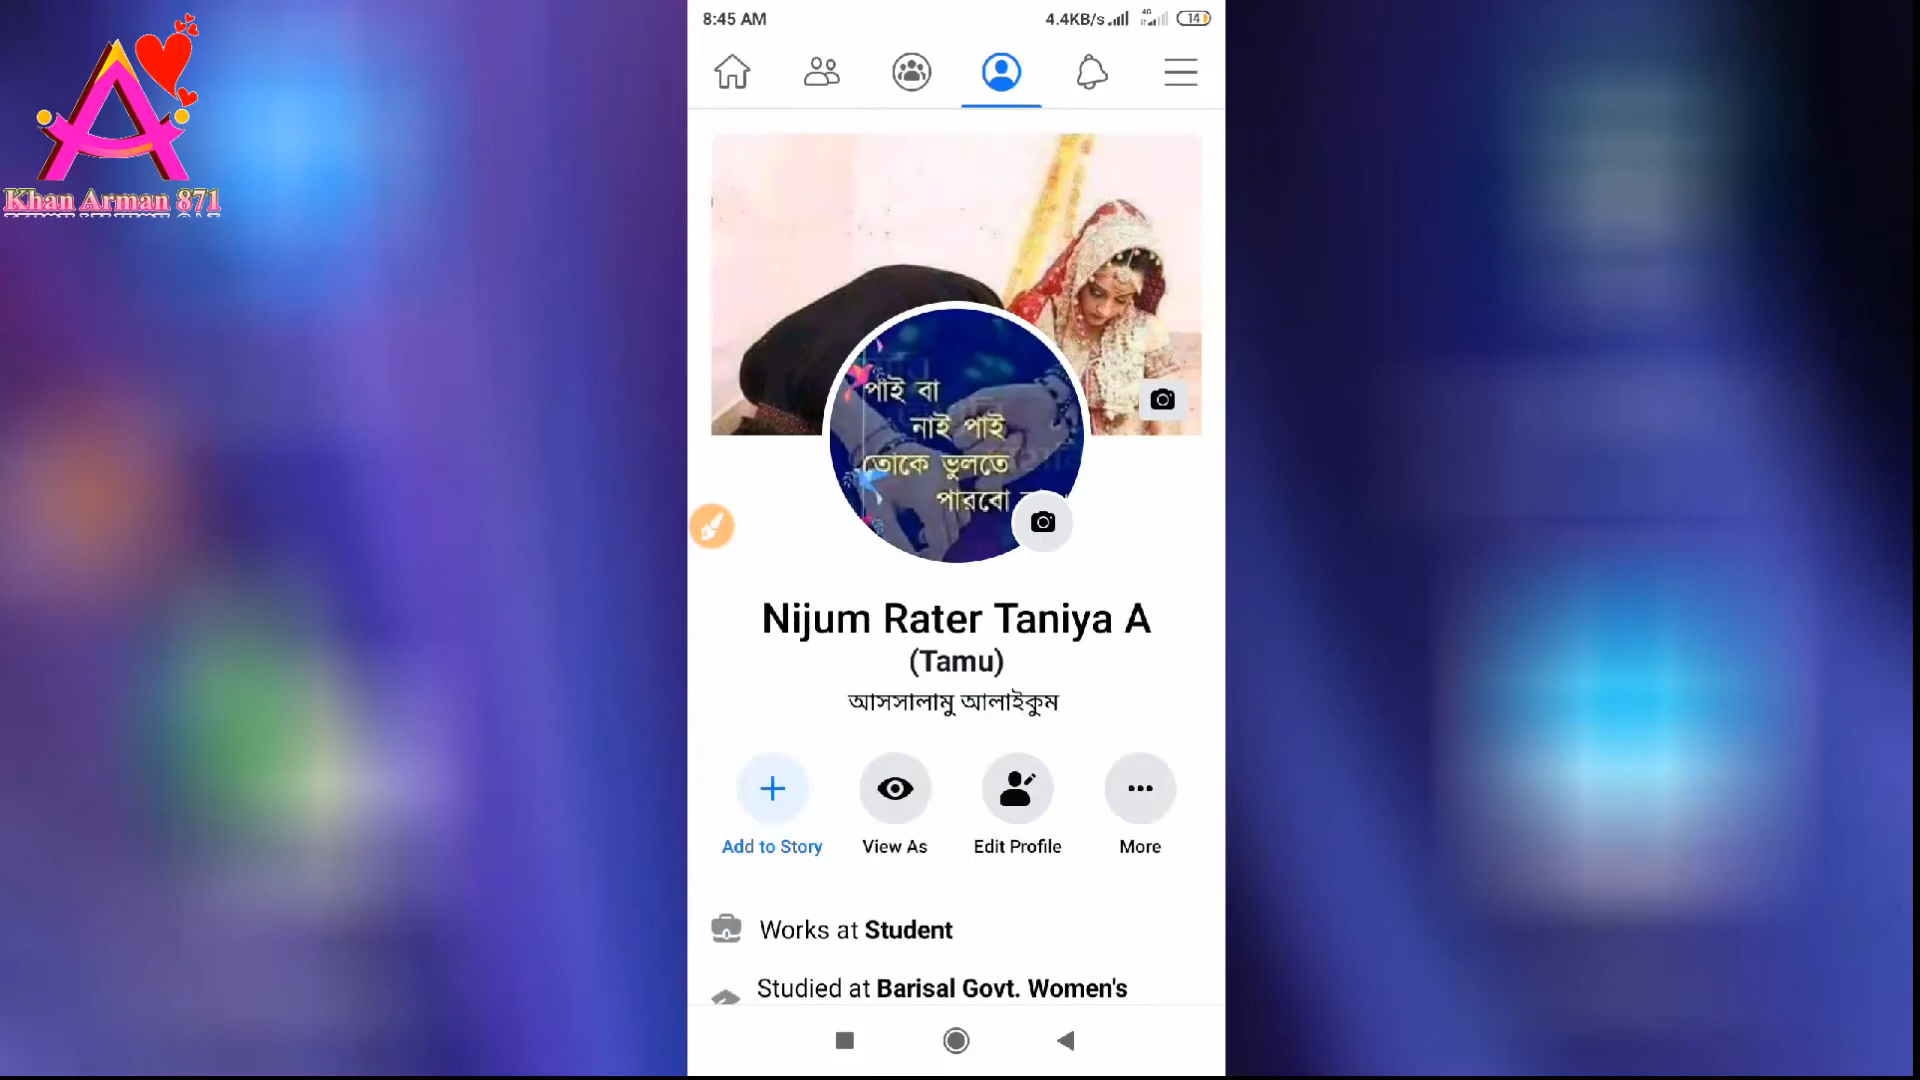 8:45 AM
4.4KB/s
4G
14
Khan Arman 871
পাই বা
নাই পাই
তোকে ভুলতে
পারবো
Nijum Rater Taniya A
(Tamu)
আসসালামু আলাইকুম
Add to Story
View As
Edit Profile
More
Works at Student
Studied at Barisal Govt. Women's